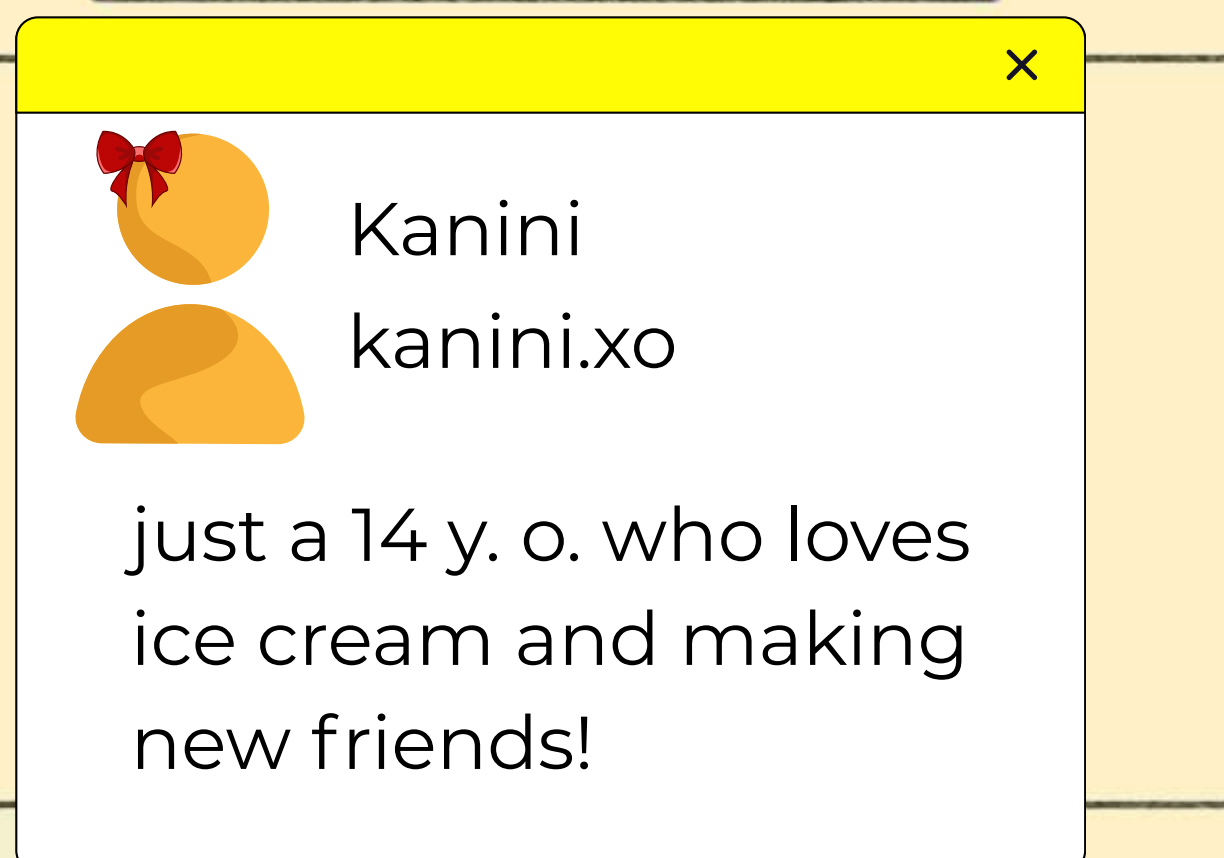 Kanini
kanini.xo
just a 14 y. o. who loves
ice cream and making
new friends!